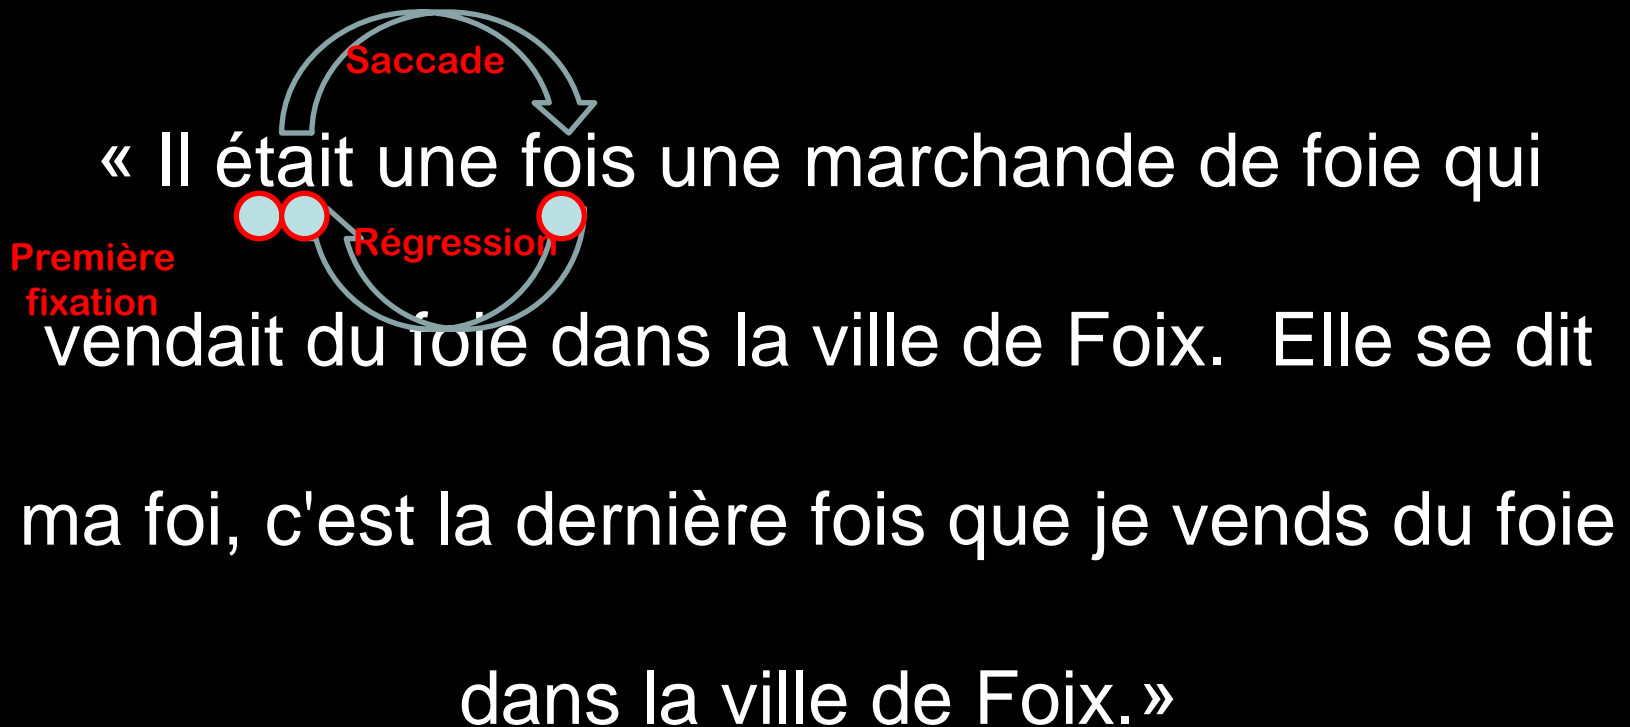 Saccade
« Il était une fois une marchande de foie qui
Régression
Première
fixation
vendait du foie dans la ville de Foix. Elle se dit
ma foi, c'est la dernière fois que je vends du foie
dans la ville de Foix.»